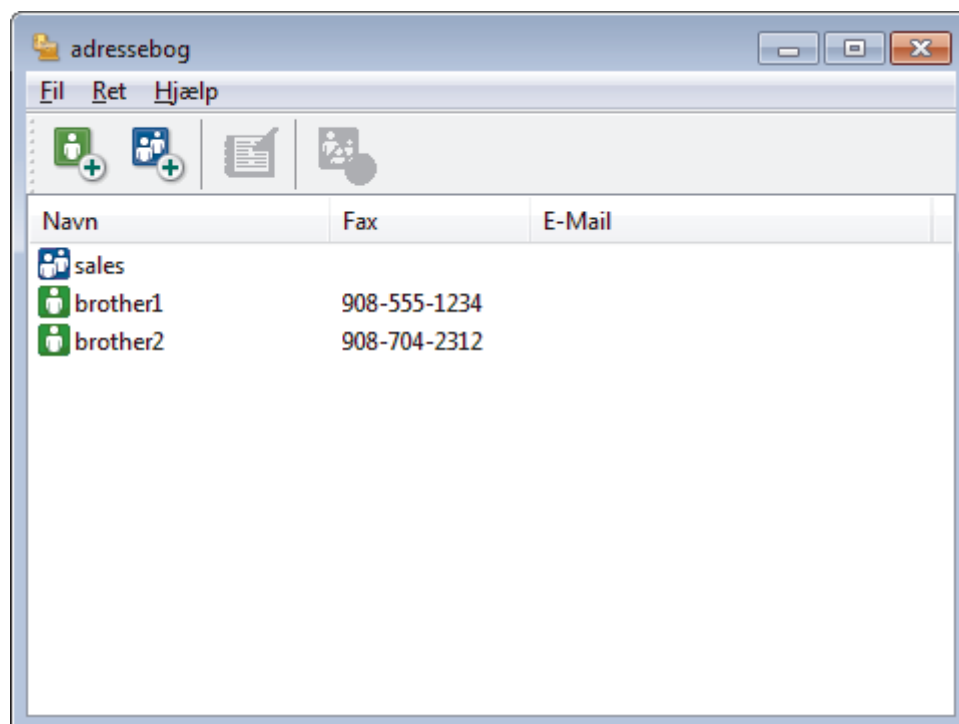 adressebog
Fil Ret Hjælp
Navn Fax E-Mail
sales
brother1 908-555-1234
brother2 908-704-2312